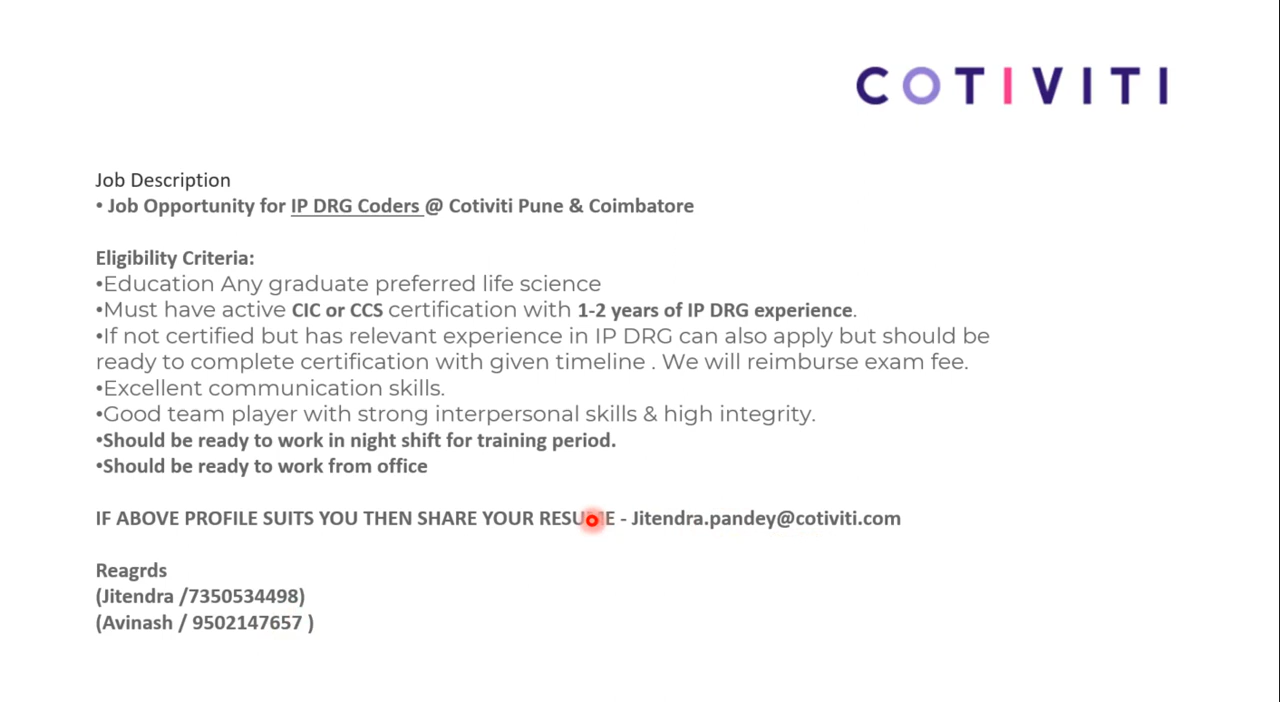 COTIVITI
Job Description
• Job Opportunity for IP DRG Coders @ Cotiviti Pune & Coimbatore
Eligibility Criteria:
•Education Any graduate preferred life science
•Must have active CIC or CCS certification with 1-2 years of IP DRG experience.
•If not certified but has relevant experience in IP DRG can also apply but should be
ready to complete certification with given timeline . We will reimburse exam fee.
•Excellent communication skills.
•Good team player with strong interpersonal skills & high integrity.
•Should be ready to work in night shift for training period.
•Should be ready to work from office
IF ABOVE PROFILE SUITS YOU THEN SHARE YOUR RESUME - Jitendra.pandey@cotiviti.com
Reagrds
(Jitendra /7350534498)
(Avinash / 9502147657 )